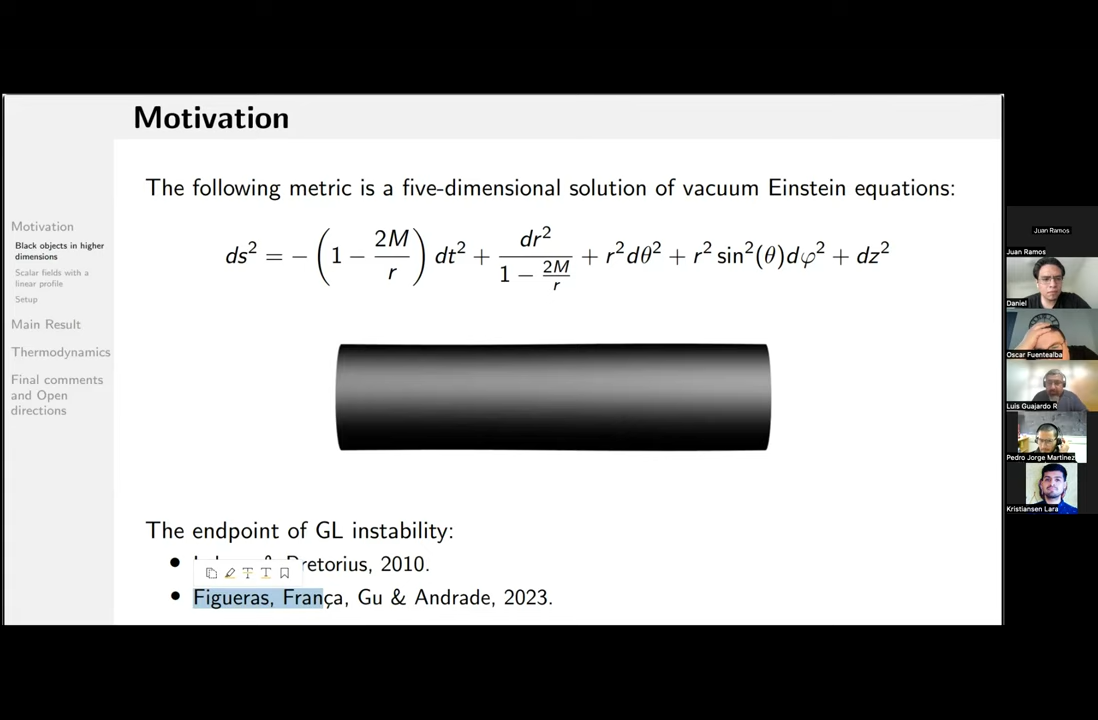 Motivation
Motivation
Black objects in higher
dimensions
Scalar fields with a
linear profile
Setup
Main Result
Thermodynamics
Final comments
and Open
directions
The following metric is a five-dimensional solution of vacuum Einstein equations:
ds² = − (1 − 2M/r) dt² + dr²/(1 − 2M/r) + r²dθ² + r² sin²(θ)dφ² + dz²
The endpoint of GL instability:
& Pretorius, 2010.
Figueras, França, Gu & Andrade, 2023.
Juan Ramos
Juan Ramos
Daniel
Oscar Fuentealba
Luis Guajardo R
Pedro Jorge Martinez
Kristiansen Lara